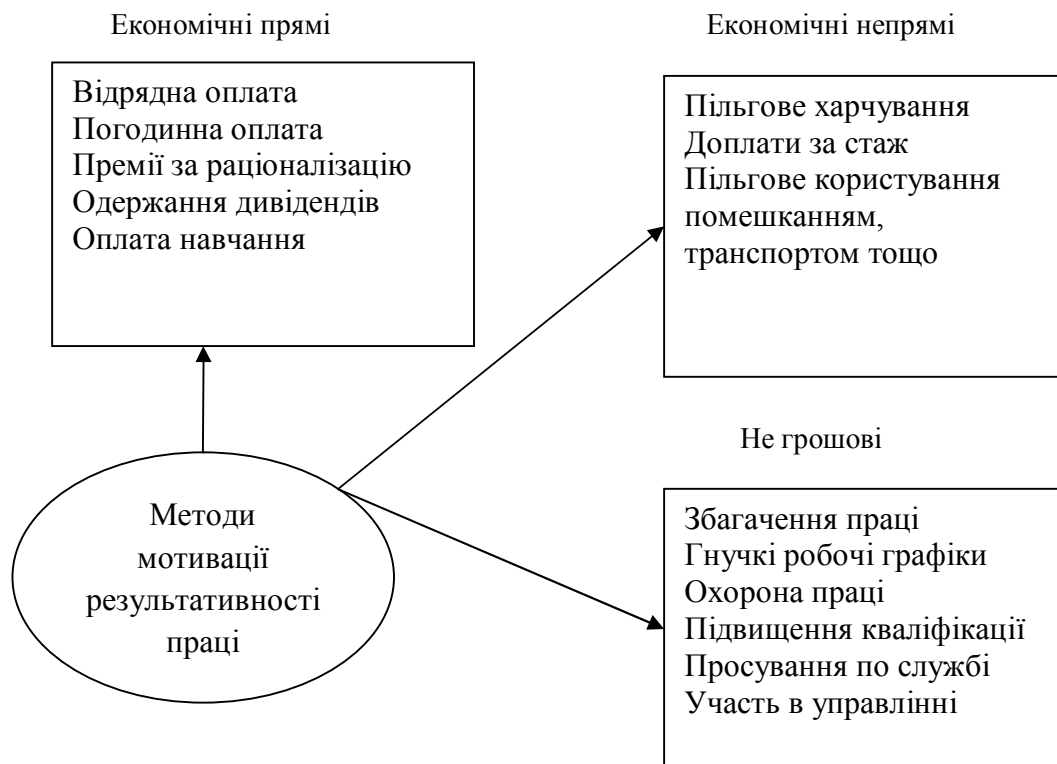 Економічні прямі
Відрядна оплата
Погодинна оплата
Премії за раціоналізацію
Одержання дивідендів
Оплата навчання
Економічні непрямі
Пільгове харчування
Доплати за стаж
Пільгове користування
помешканням,
транспортом тощо
Методи
мотивації
результативності
праці
Не грошові
Збагачення праці
Гнучкі робочі графіки
Охорона праці
Підвищення кваліфікації
Просування по службі
Участь в управлінні